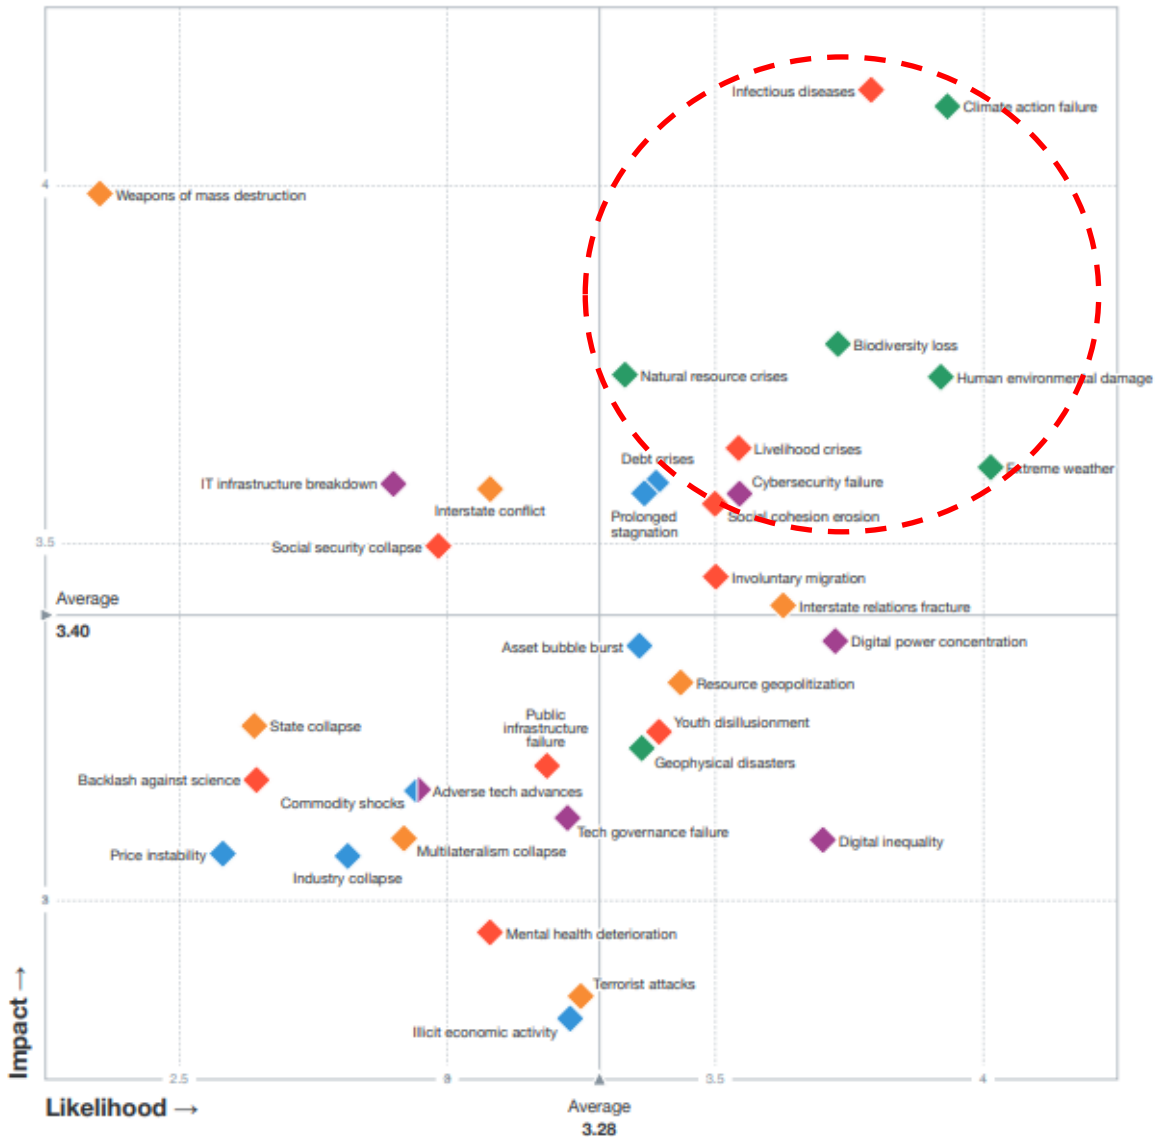 Infectious diseases
Climate action failure
4
Weapons of mass destruction
Biodiversity loss
Natural resource crises
Human environmental damage
Livelihood crises
Debt crises
Extreme weather
IT infrastructure breakdown
Cybersecurity failure
Interstate conflict
Prolonged
stagnation
Social cohesion erosion
3.5
Social security collapse
Involuntary migration
Average
3.40
Interstate relations fracture
Asset bubble burst
Digital power concentration
Resource geopolitization
State collapse
Public
infrastructure
failure
Youth disillusionment
Geophysical disasters
Backlash against science
Commodity shocks
Adverse tech advances
Tech governance failure
Digital inequality
Price instability
Multilateralism collapse
Industry collapse
3
Mental health deterioration
Terrorist attacks
Illicit economic activity
Impact →
2.5
3
3.5
4
Likelihood →
Average
3.28